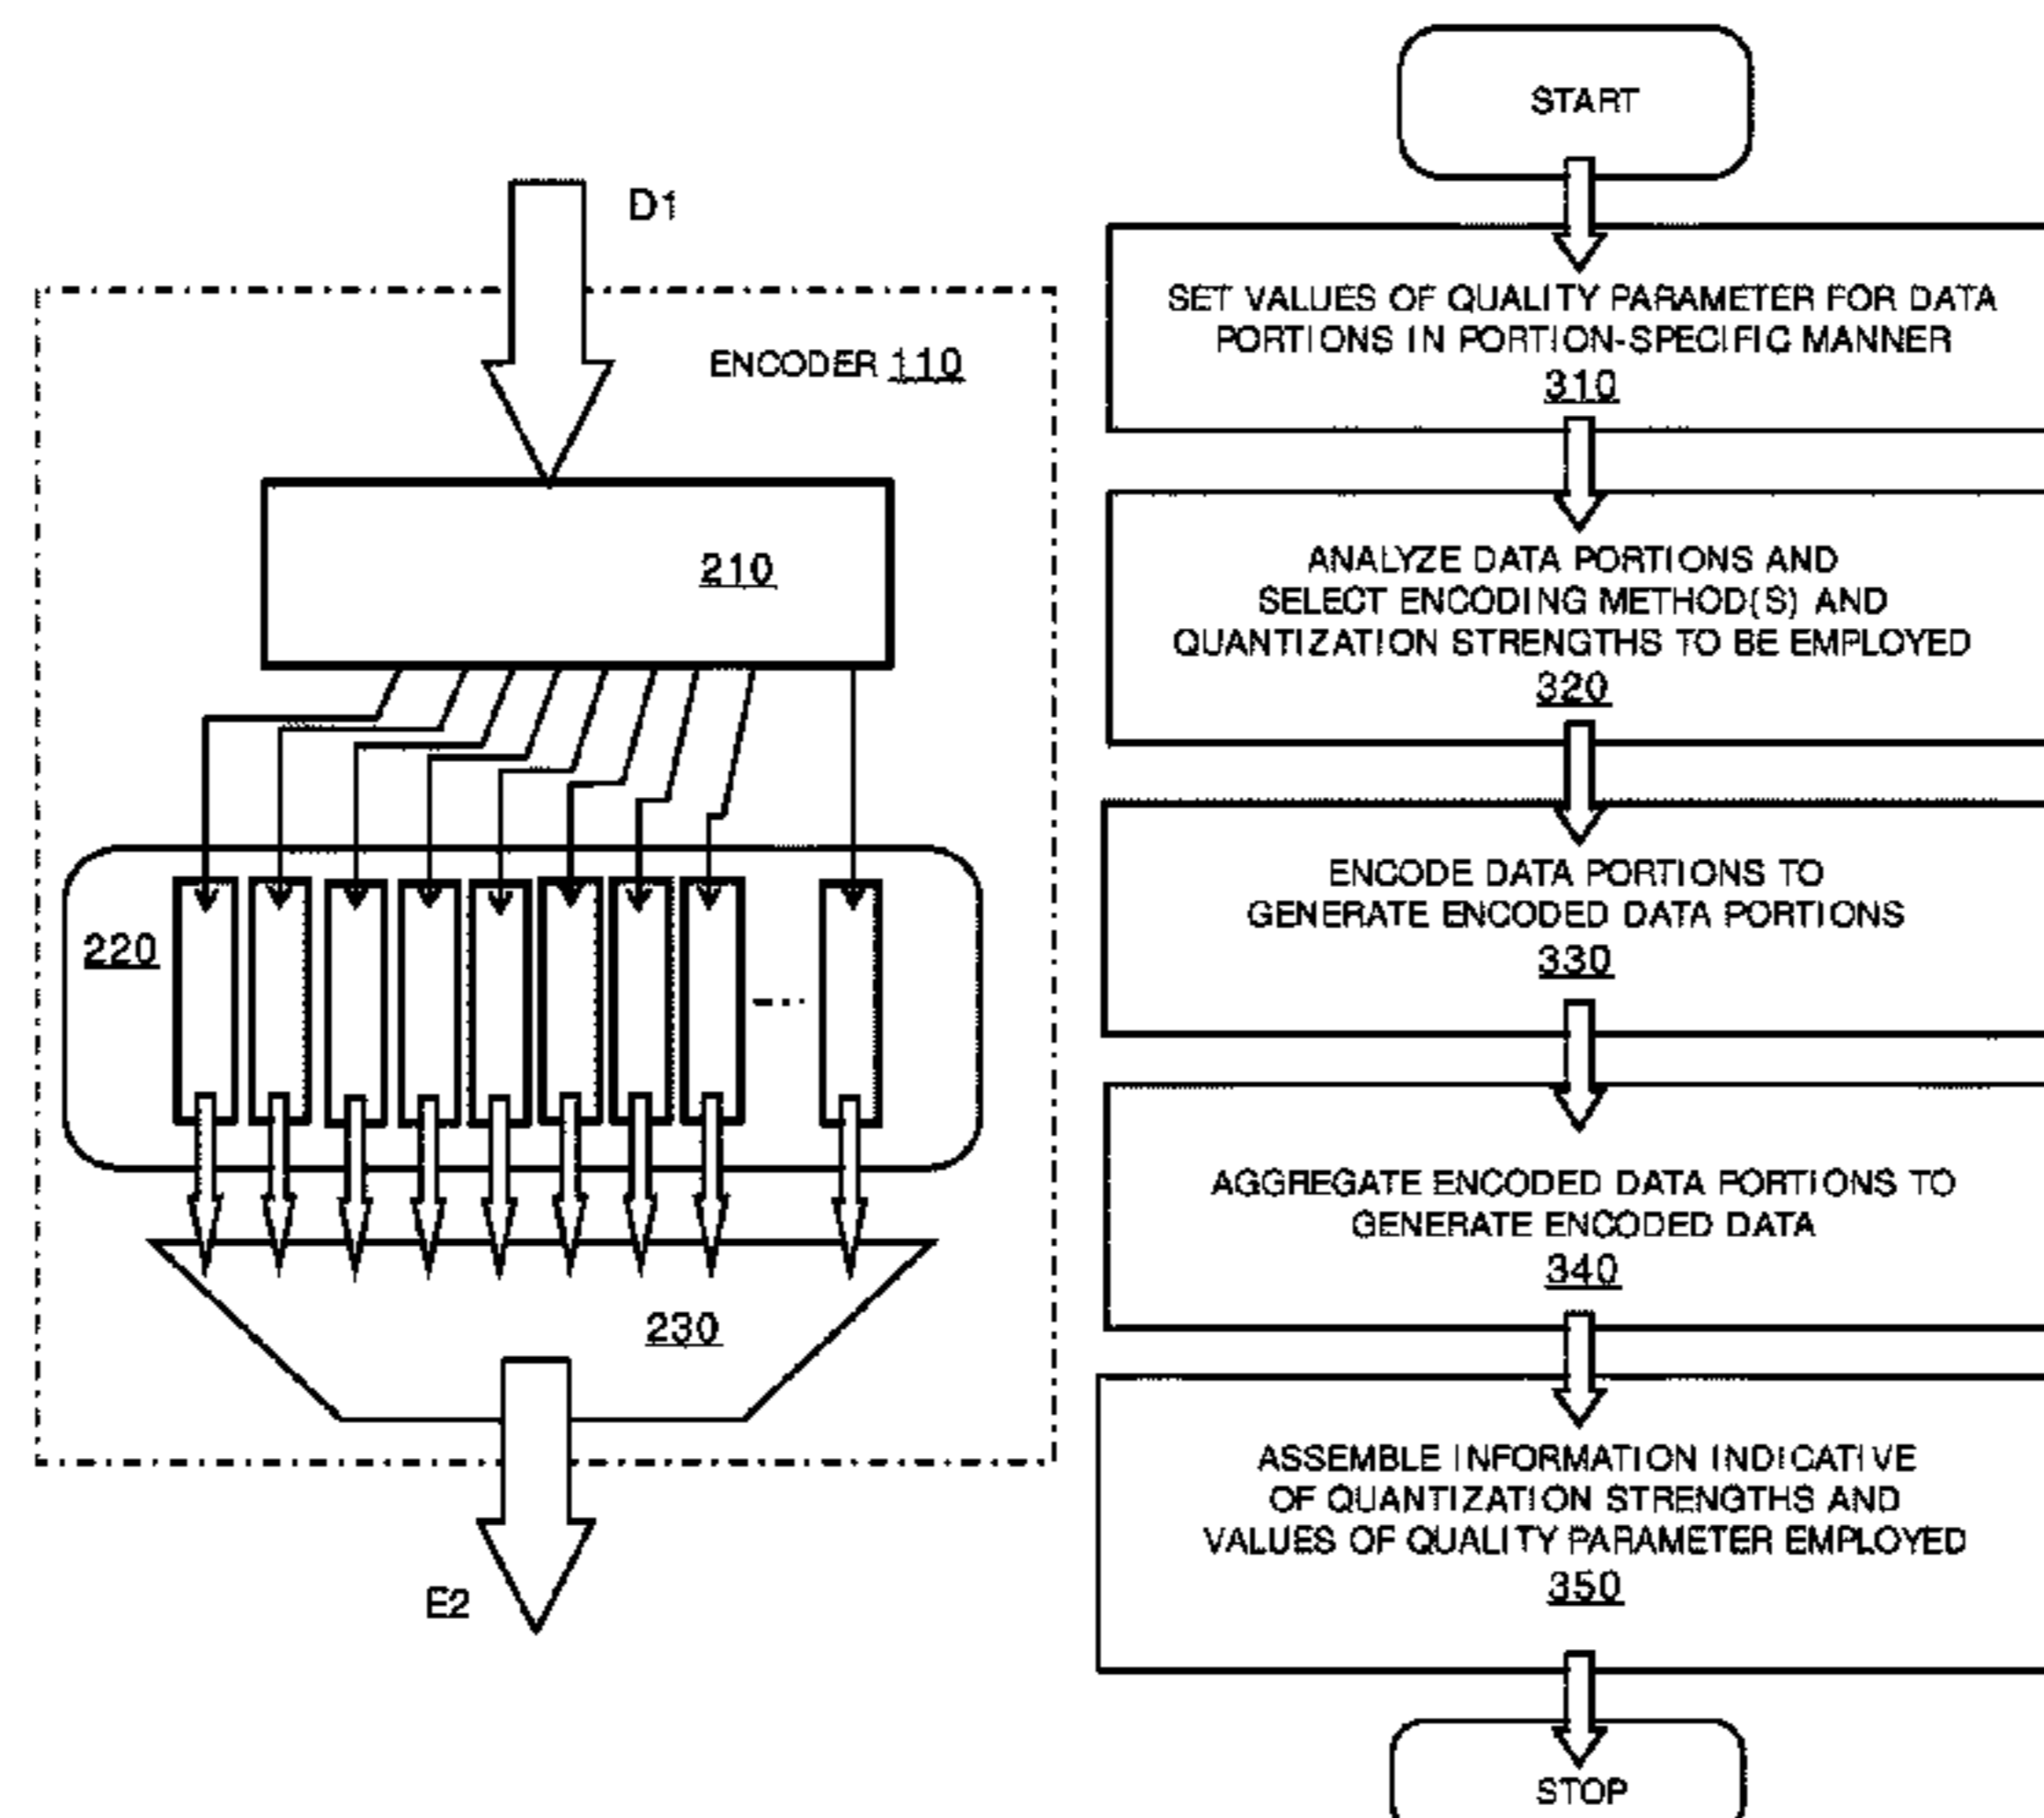 D1
ENCODER 110
210
220
230
E2
START
SET VALUES OF QUALITY PARAMETER FOR DATA
PORTIONS IN PORTION-SPECIFIC MANNER
310
ANALYZE DATA PORTIONS AND
SELECT ENCODING METHOD(S) AND
QUANTIZATION STRENGTHS TO BE EMPLOYED
320
ENCODE DATA PORTIONS TO
GENERATE ENCODED DATA PORTIONS
330
AGGREGATE ENCODED DATA PORTIONS TO
GENERATE ENCODED DATA
340
ASSEMBLE INFORMATION INDICATIVE
OF QUANTIZATION STRENGTHS AND
VALUES OF QUALITY PARAMETER EMPLOYED
350
STOP